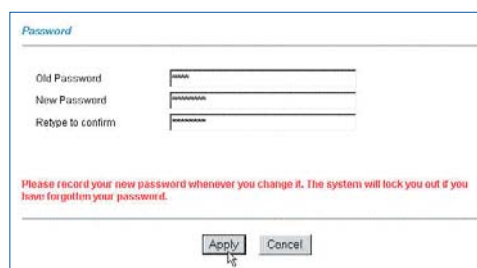 Password
Old Password
New Password
Retype to confirm
Please record your new password whenever you change it. The system will lock you out if you
have forgotten your password.
Apply Cancel